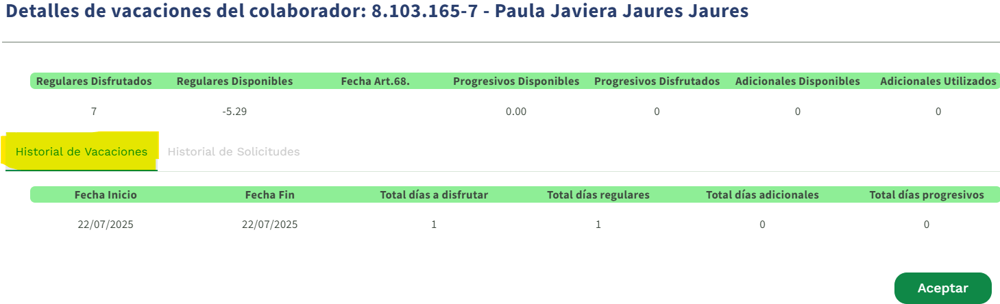 Detalles de vacaciones del colaborador: 8.103.165-7 - Paula Javiera Jaures Jaures
Regulares Disfrutados Regulares Disponibles Fecha Art.68. Progresivos Disponibles Progresivos Disfrutados Adicionales Disponibles Adicionales Utilizados
7 -5.29 0.00 0 0 0
Historial de Vacaciones Historial de Solicitudes
Fecha Inicio Fecha Fin Total días a disfrutar Total días regulares Total días adicionales Total días progresivos
22/07/2025 22/07/2025 1 1 0 0
Aceptar